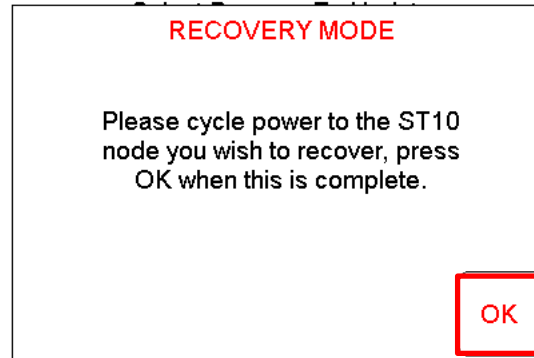 RECOVERY MODE
Please cycle power to the ST10
node you wish to recover, press
OK when this is complete.
OK